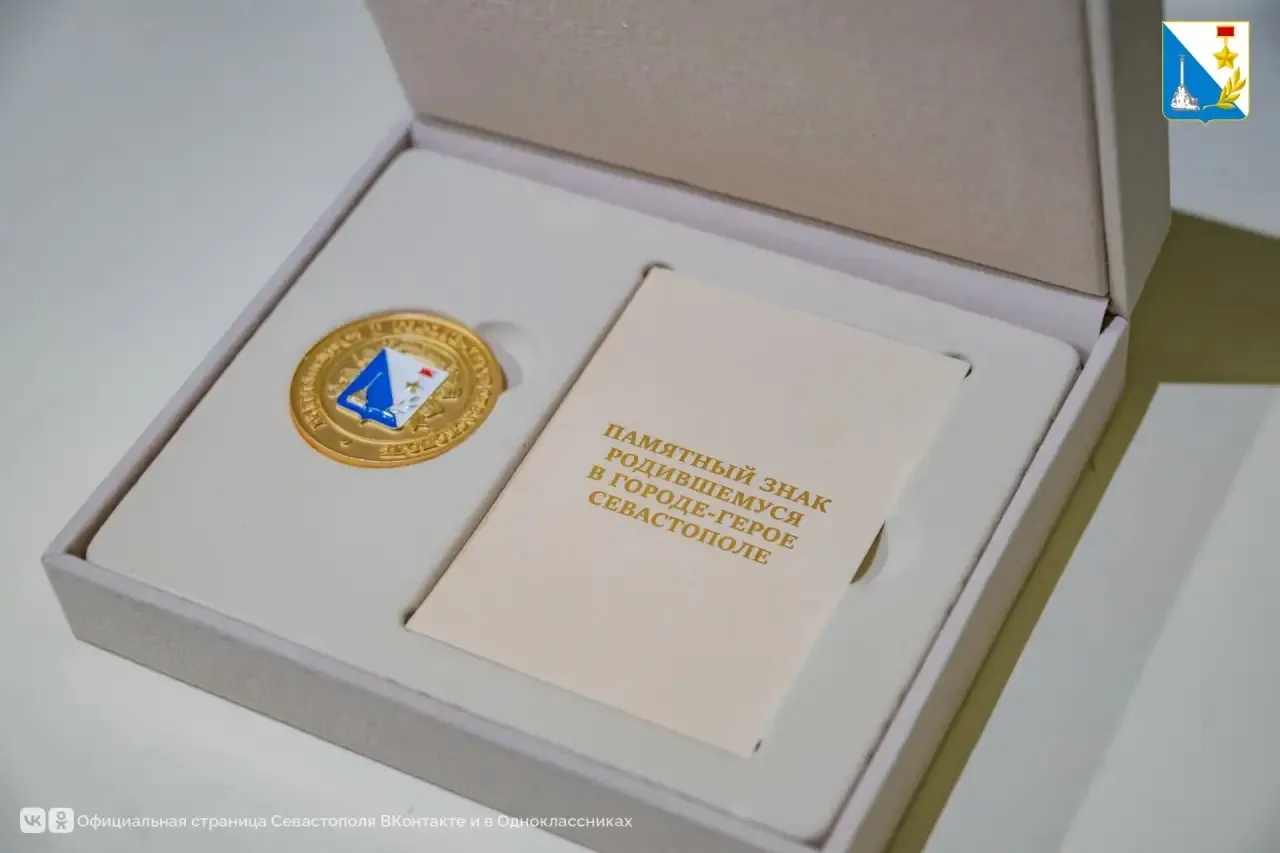 ПАМЯТНЫЙ ЗНАК
РОДИВШЕМУСЯ
В ГОРОДЕ-ГЕРОЕ
СЕВАСТОПОЛЕ
Официальная страница Севастополя ВКонтакте и в Одноклассниках